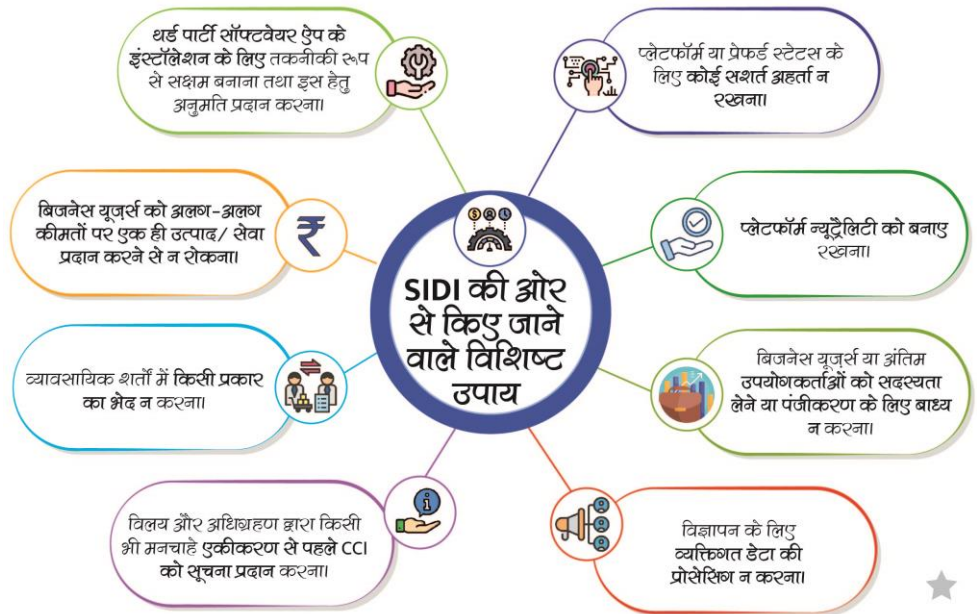 थर्ड पार्टी सॉफ्टवेयर ऐप के
इंस्टॉलेशन के लिए तकनीकी रूप
से सक्षम बनाना तथा इस हेतु
अनुमति प्रदान करना।
प्लेटफॉर्म या प्रेफर्ड स्टेटस के
लिए कोई सशर्त अहर्ता न
रखना।
बिजनेस यूज़र्स को अलग-अलग
कीमतों पर एक ही उत्पाद/ सेवा
प्रदान करने से न रोकना।
प्लेटफॉर्म न्यूट्रैलिटी को बनाए
रखना।
SIDI की ओर
से किए जाने
वाले विशिष्ट
उपाय
व्यावसायिक शर्तों में किसी प्रकार
का भेद न करना।
बिजनेस यूज़र्स या अंतिम
उपयोगकर्ताओं को सदस्यता
लेने या पंजीकरण के लिए बाध्य
न करना।
विलय और अधिग्रहण द्वारा किसी
भी मनचाहे एकीकरण से पहले CCI
को सूचना प्रदान करना।
विज्ञापन के लिए
व्यक्तिगत डेटा की
प्रोसेसिंग न करना।